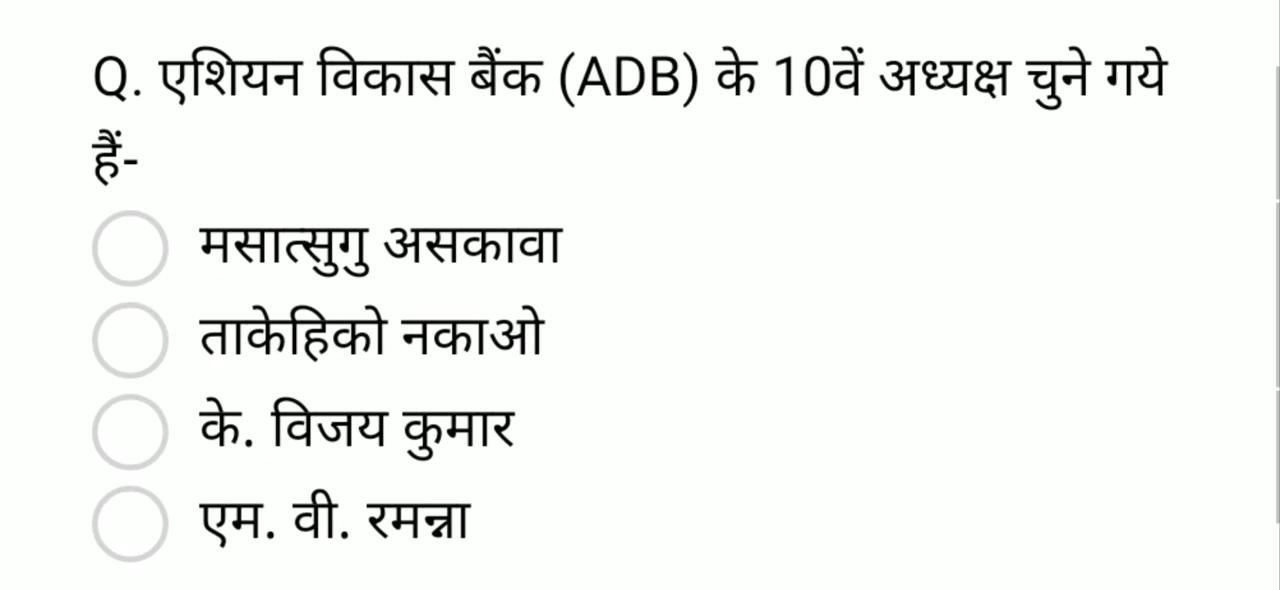 Q. एशियन विकास बैंक (ADB) के 10वें अध्यक्ष चुने गये
हैं-
मसात्सुगु असकावा
ताकेहिको नकाओ
के. विजय कुमार
एम. वी. रमन्ना